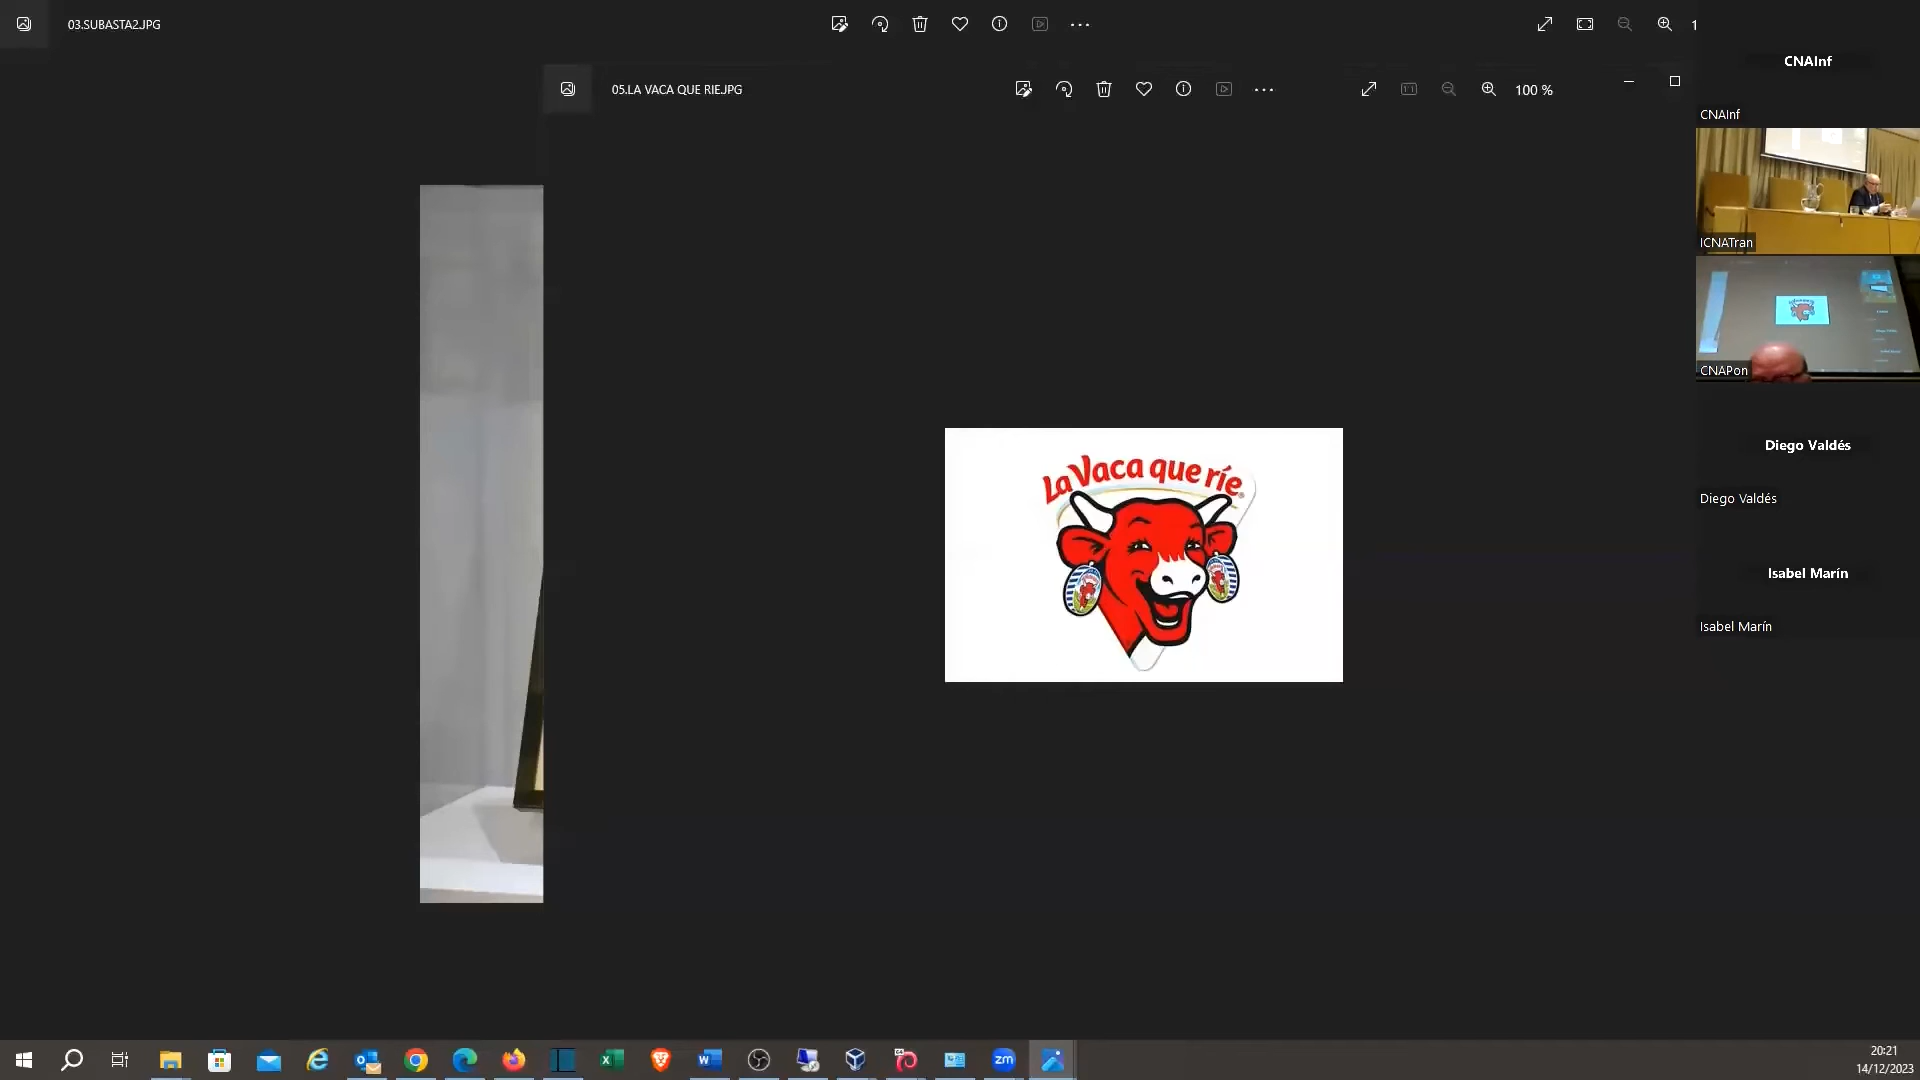 03.SUBASTA2.JPG
1
05.LA VACA QUE RIE.JPG
100 %
La Vaca que ríe
CNAInf
CNAInf
ICNATran
CNAPon
Diego Valdés
Diego Valdés
Isabel Marín
Isabel Marín
20:21
14/12/2023